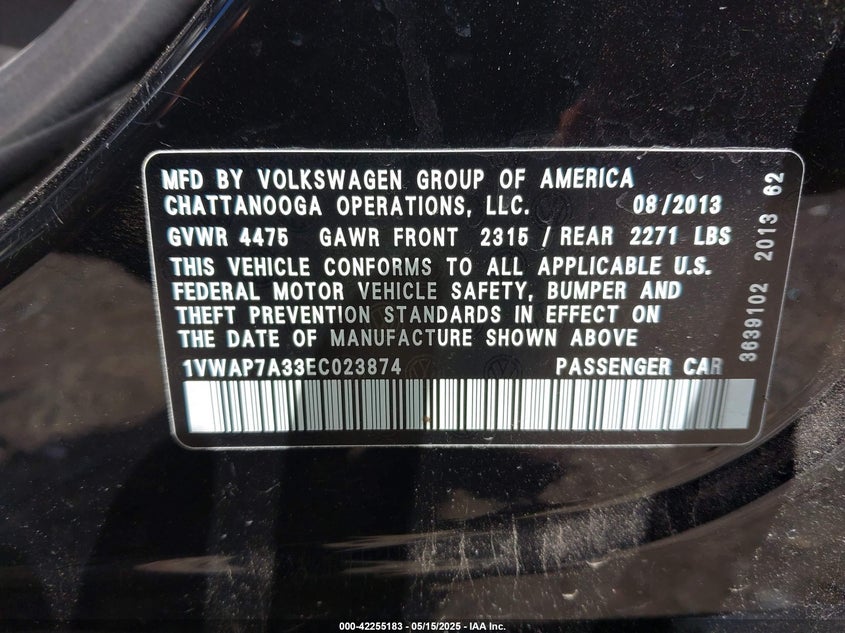 MFD BY VOLKSWAGEN GROUP OF AMERICA
CHATTANOOGA OPERATIONS, LLC. 08/2013
GVWR 4475 GAWR FRONT 2315 / REAR 2271 LBS
THIS VEHICLE CONFORMS TO ALL APPLICABLE U.S.
FEDERAL MOTOR VEHICLE SAFETY, BUMPER AND
THEFT PREVENTION STANDARDS IN EFFECT ON
THE DATE OF MANUFACTURE SHOWN ABOVE
1VWAP7A33EC023874 PASSENGER CAR
3639102 2013 62
000-42255183 - 05/15/2025 - IAA Inc.